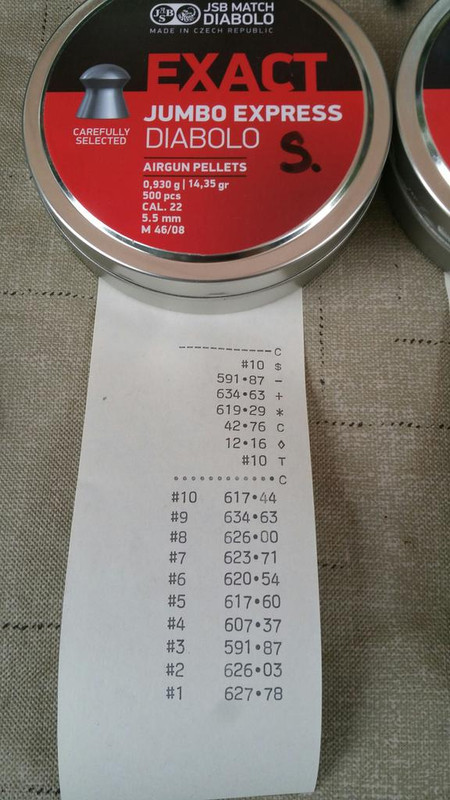 JSB
JSB MATCH
DIABOLO
MADE IN CZECH REPUBLIC
EXACT
JUMBO EXPRESS
DIABOLO
S.
CAREFULLY
SELECTED
AIRGUN PELLETS
0,930 g | 14,35 gr
500 pcs
CAL. 22
5.5 mm
M 46/08
------------C
#10 $
591•87 −
634•63 +
619•29 *
42•76 C
12•16 ◊
#10 T
••••••••••••C
#10 617•44
#9 634•63
#8 626•00
#7 623•71
#6 620•54
#5 617•60
#4 607•37
#3 591•87
#2 626•03
#1 627•78